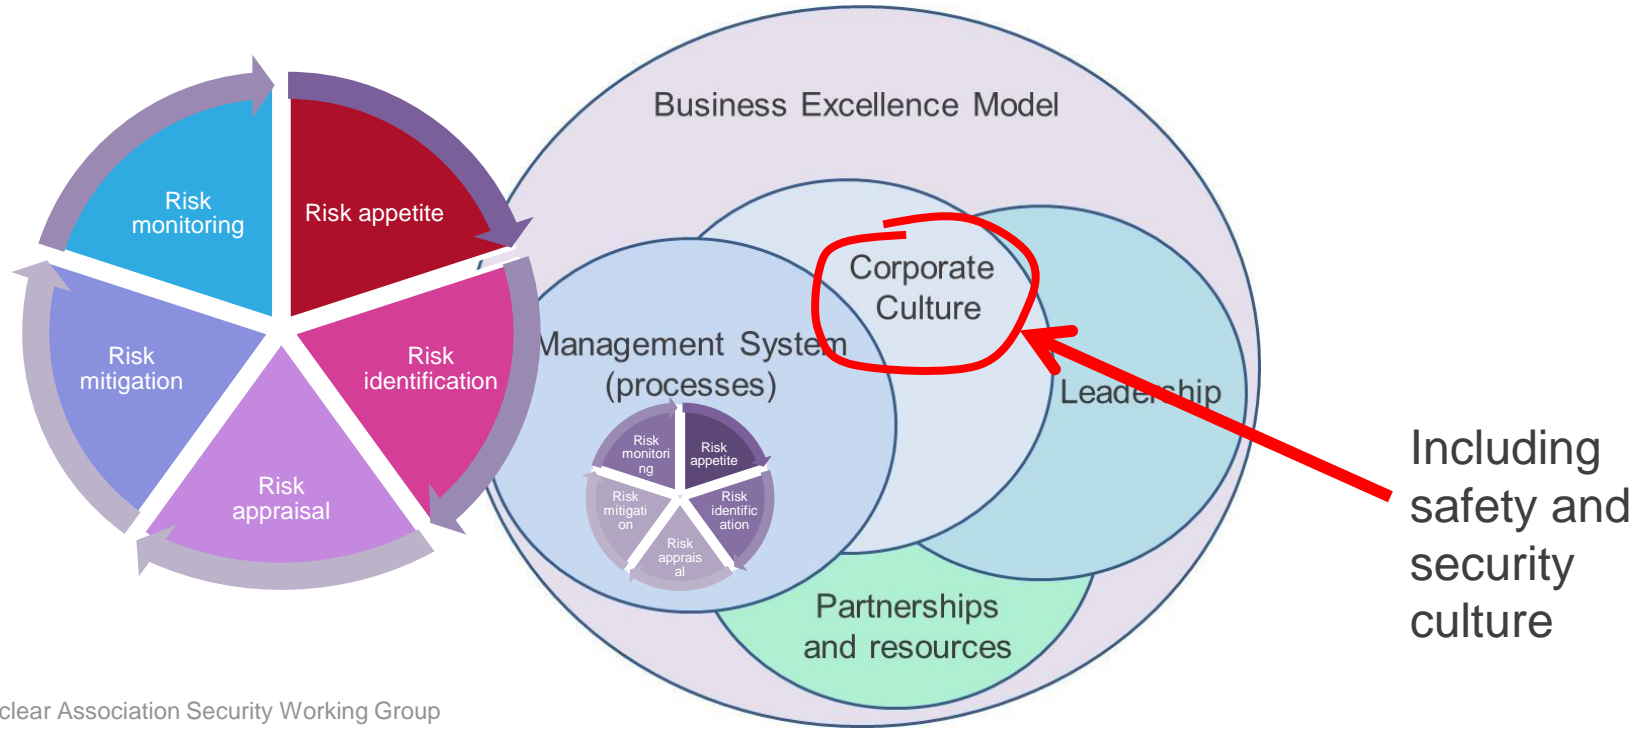 Business Excellence Model
Risk
monitoring
Risk appetite
Risk
mitigation
Risk
identification
Risk
appraisal
Corporate
Culture
Management System
(processes)
Leadership
Risk
monitori
ng
Risk
appetite
Risk
mitigati
on
Risk
identific
ation
Risk
apprais
al
Partnerships
and resources
Including
safety and
security
culture
clear Association Security Working Group